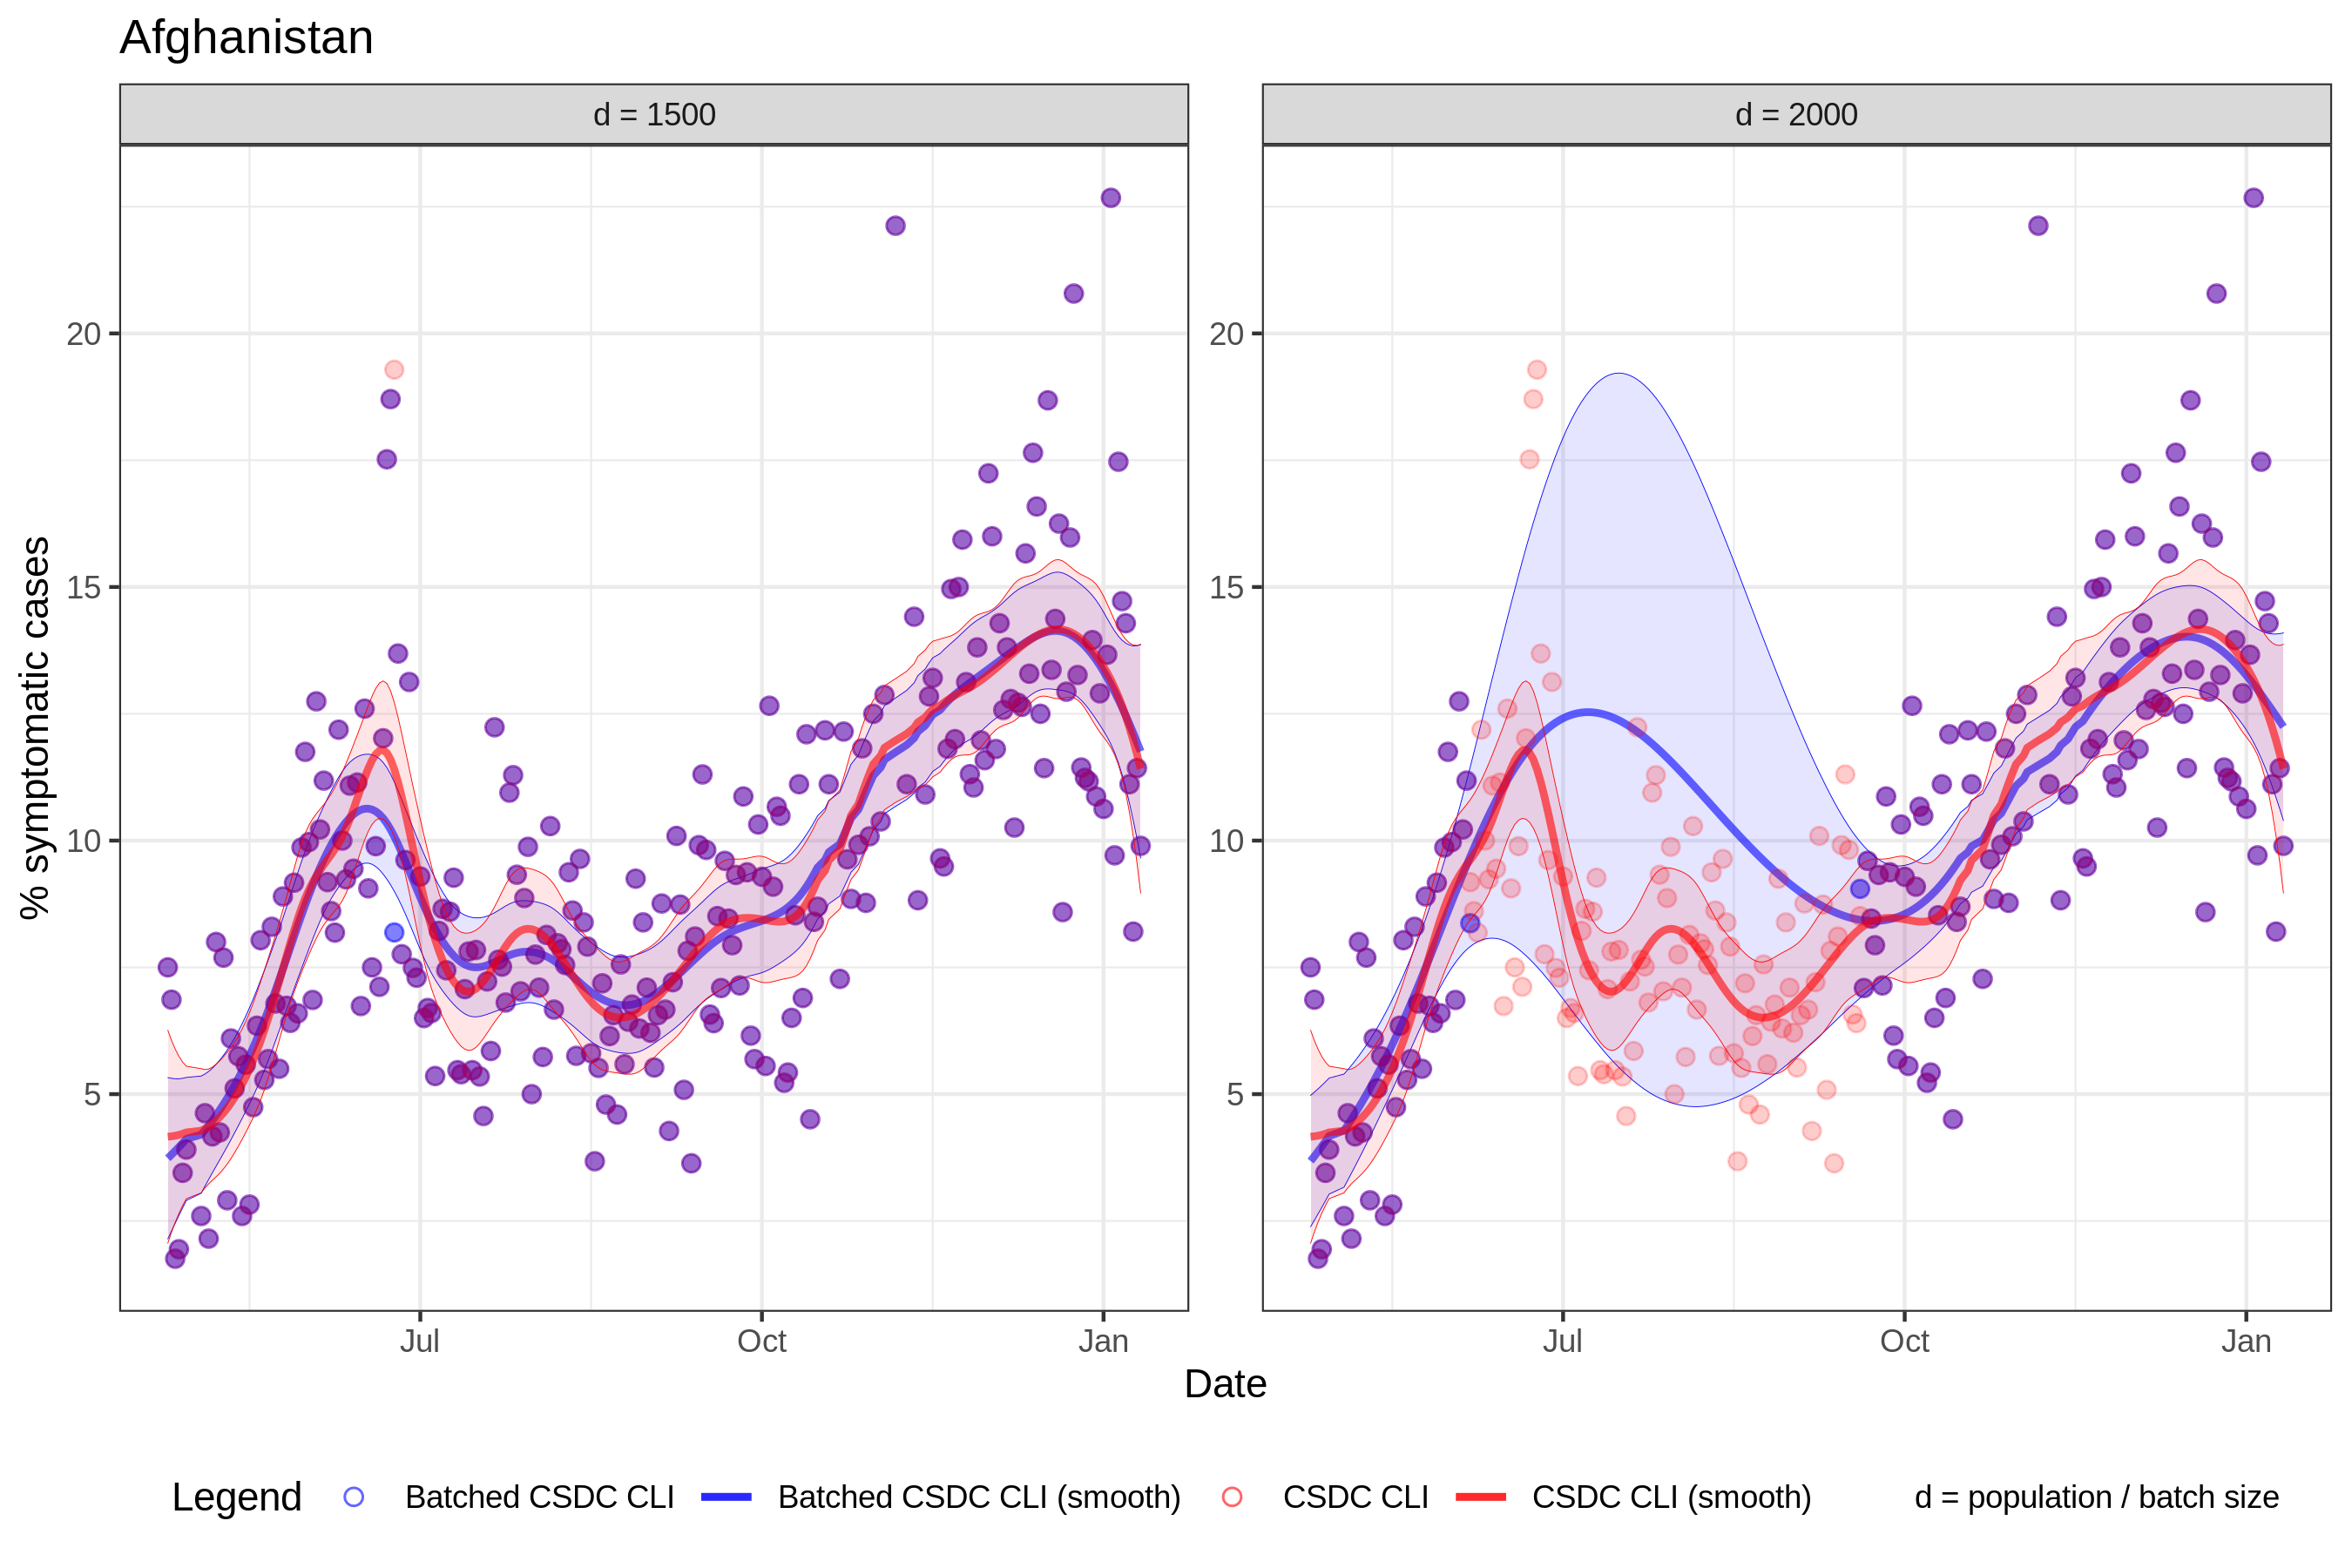 Afghanistan
d = 1500
d = 2000
% symptomatic cases
20
15
10
5
20
15
10
5
Jul
Oct
Jan
Jul
Oct
Jan
Date
Legend
Batched CSDC CLI
Batched CSDC CLI (smooth)
CSDC CLI
CSDC CLI (smooth)
d = population / batch size